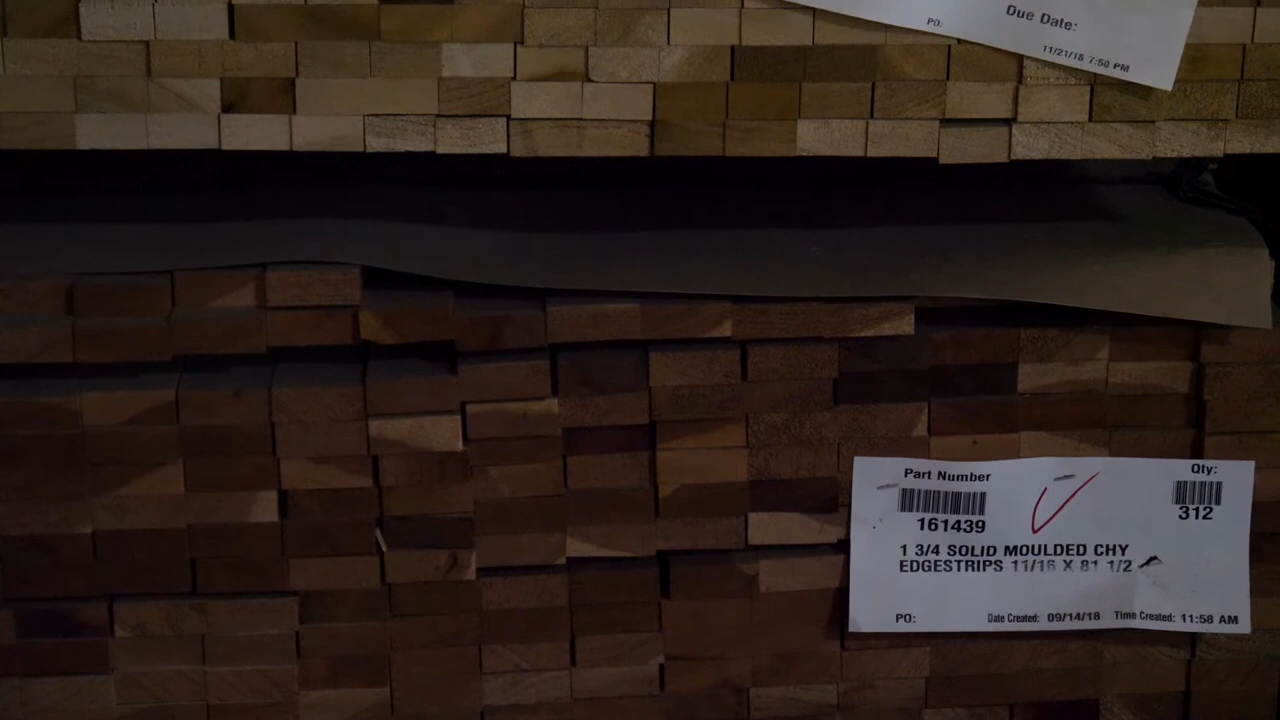 Due Date:
PO:
11/21/18 7:50 PM
Part Number
Qty:
161439
312
1 3/4 SOLID MOULDED CHY
EDGESTRIPS 11/16 X 81 1/2
PO:
Date Created: 09/14/18 Time Created: 11:58 AM